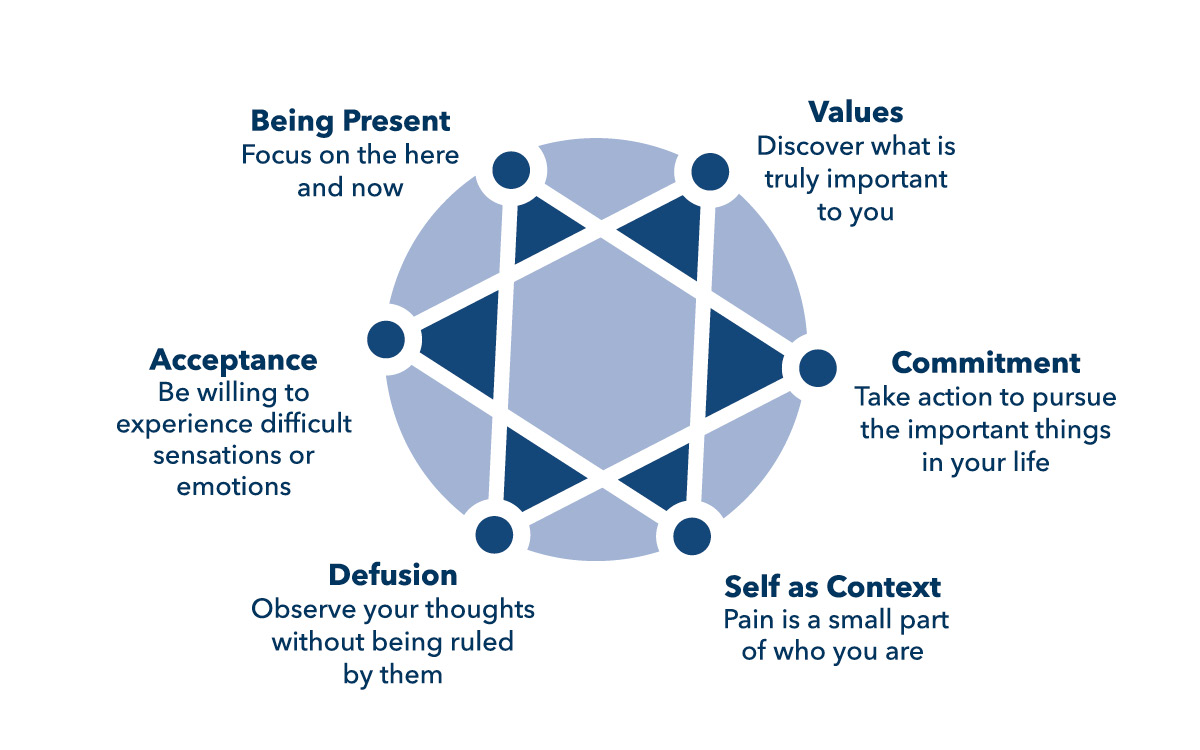 Being Present
Focus on the here
and now
Values
Discover what is
truly important
to you
Acceptance
Be willing to
experience difficult
sensations or
emotions
Commitment
Take action to pursue
the important things
in your life
Defusion
Observe your thoughts
without being ruled
by them
Self as Context
Pain is a small part
of who you are